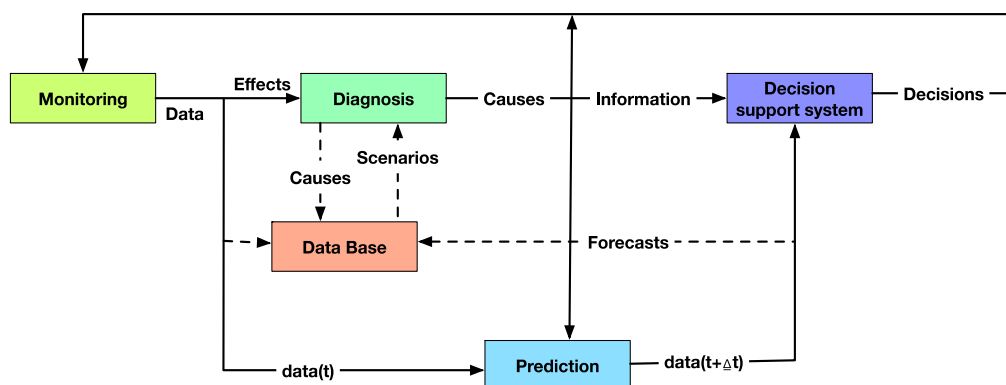 Monitoring
Data
Effects
Diagnosis
Causes
Information
Decision
support system
Decisions
Scenarios
Causes
Data Base
Forecasts
data(t)
Prediction
data(t+Δt)